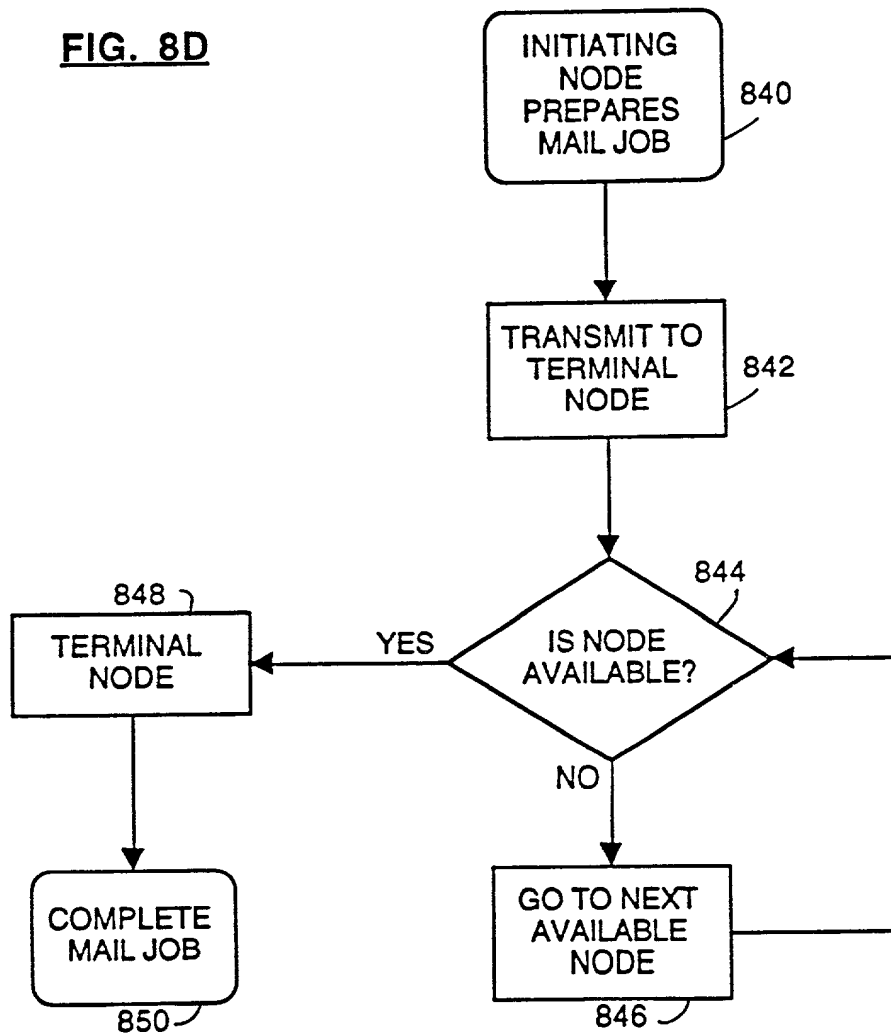 FIG. 8D
INITIATING
NODE
PREPARES
MAIL JOB
840
TRANSMIT TO
TERMINAL
NODE
842
844
IS NODE
AVAILABLE?
YES
NO
848
TERMINAL
NODE
COMPLETE
MAIL JOB
850
GO TO NEXT
AVAILABLE
NODE
846